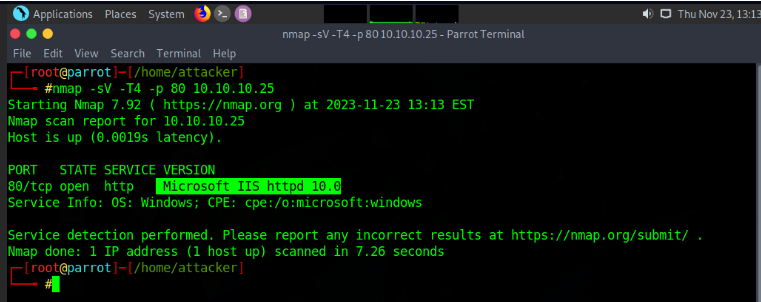 Applications Places System Thu Nov 23, 13:13
nmap -sV -T4 -p 80 10.10.10.25 - Parrot Terminal
File Edit View Search Terminal Help
[root@parrot]-[/home/attacker]
#nmap -sV -T4 -p 80 10.10.10.25
Starting Nmap 7.92 ( https://nmap.org ) at 2023-11-23 13:13 EST
Nmap scan report for 10.10.10.25
Host is up (0.0019s latency).
PORT STATE SERVICE VERSION
80/tcp open http Microsoft IIS httpd 10.0
Service Info: OS: Windows; CPE: cpe:/o:microsoft:windows
Service detection performed. Please report any incorrect results at https://nmap.org/submit/ .
Nmap done: 1 IP address (1 host up) scanned in 7.26 seconds
[root@parrot]-[/home/attacker]
#